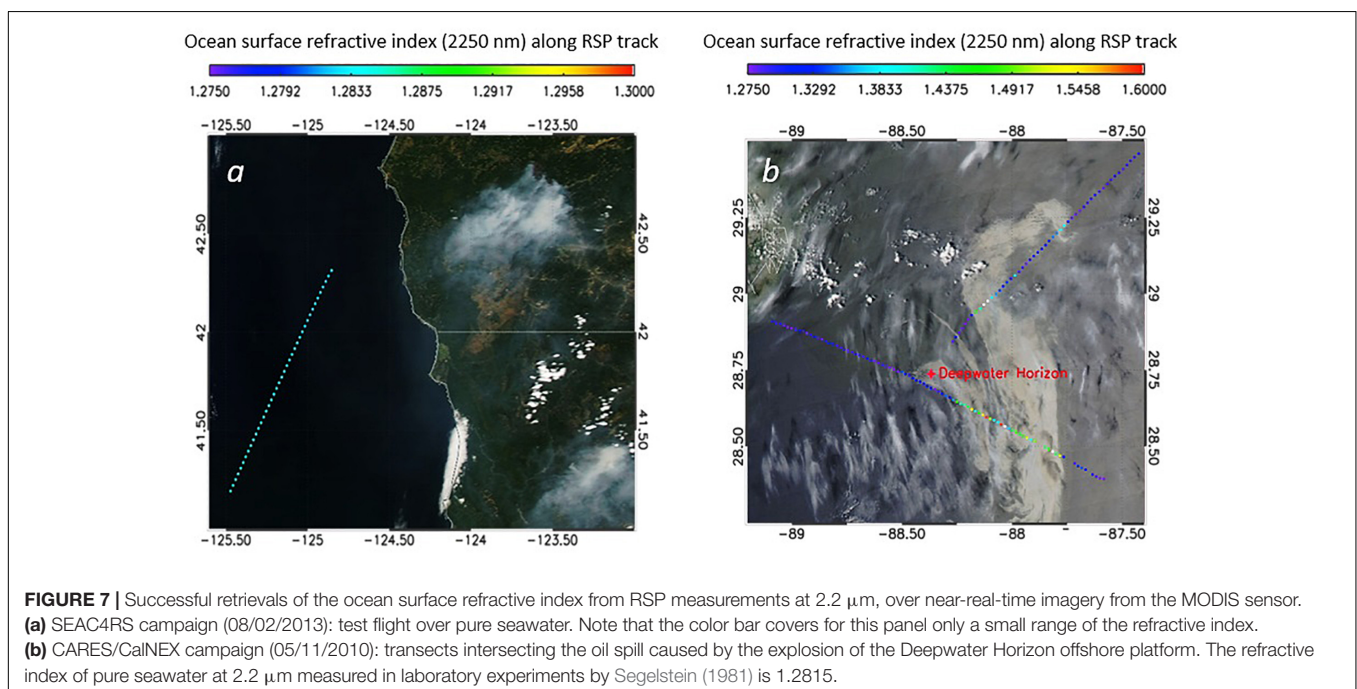 Ocean surface refractive index (2250 nm) along RSP track
1.2750 1.2792 1.2833 1.2875 1.2917 1.2958 1.3000
−125.50 −125 −124.50 −124 −123.50
a
42.50 42.50
42 42
41.50 41.50
−125.50 −125 −124.50 −124 −123.50
Ocean surface refractive index (2250 nm) along RSP track
1.2750 1.3292 1.3833 1.4375 1.4917 1.5458 1.6000
−89 −88.50 −88 −87.50
b
29.25 29.25
29 29
28.75 28.75
+ Deepwater Horizon
28.50 28.50
−89 −88.50 −88 −87.50
FIGURE 7 | Successful retrievals of the ocean surface refractive index from RSP measurements at 2.2 μm, over near-real-time imagery from the MODIS sensor.
(a) SEAC4RS campaign (08/02/2013): test flight over pure seawater. Note that the color bar covers for this panel only a small range of the refractive index.
(b) CARES/CalNEX campaign (05/11/2010): transects intersecting the oil spill caused by the explosion of the Deepwater Horizon offshore platform. The refractive
index of pure seawater at 2.2 μm measured in laboratory experiments by Segelstein (1981) is 1.2815.